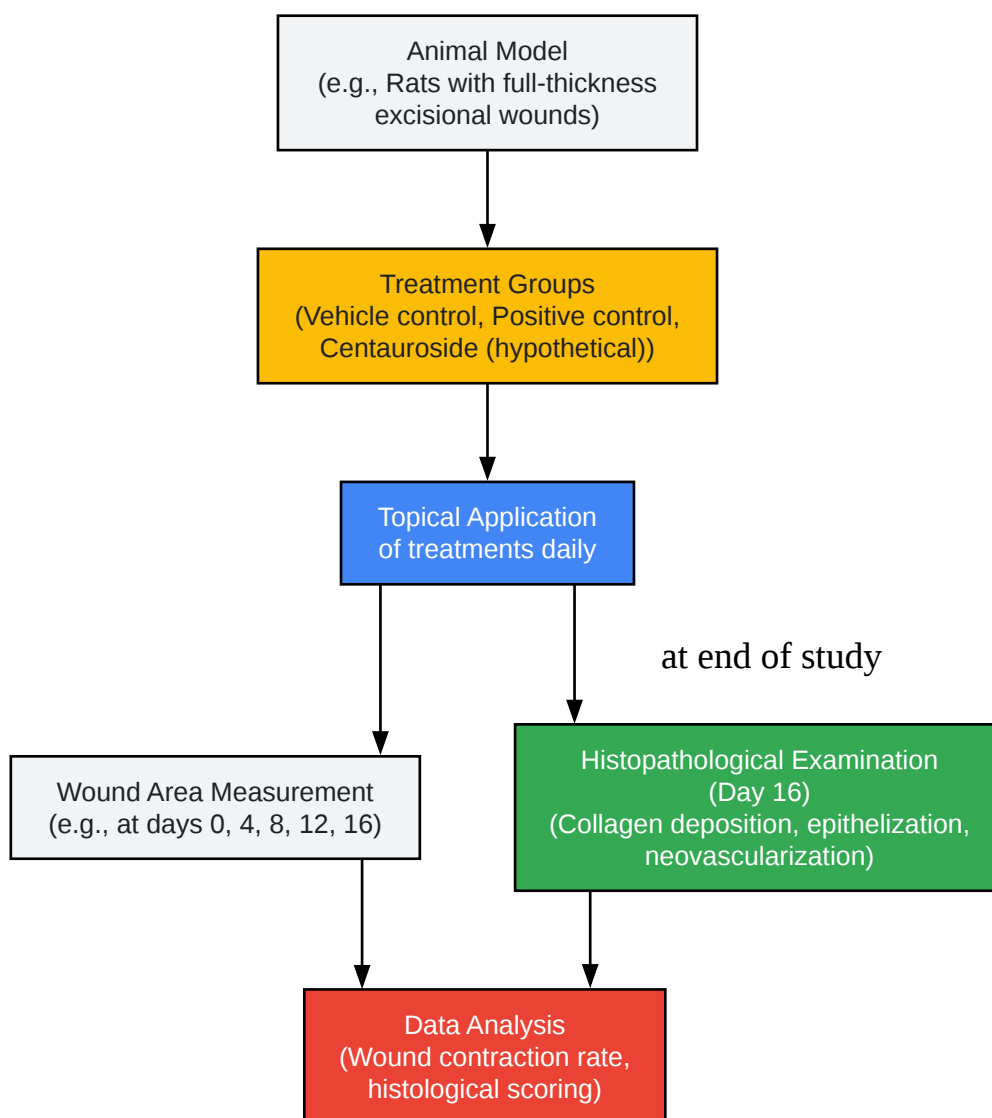 Animal Model
(e.g., Rats with full-thickness
excisional wounds)
Treatment Groups
(Vehicle control, Positive control,
Centauroside (hypothetical))
Topical Application
of treatments daily
at end of study
Wound Area Measurement
(e.g., at days 0, 4, 8, 12, 16)
Histopathological Examination
(Day 16)
(Collagen deposition, epithelization,
neovascularization)
Data Analysis
(Wound contraction rate,
histological scoring)